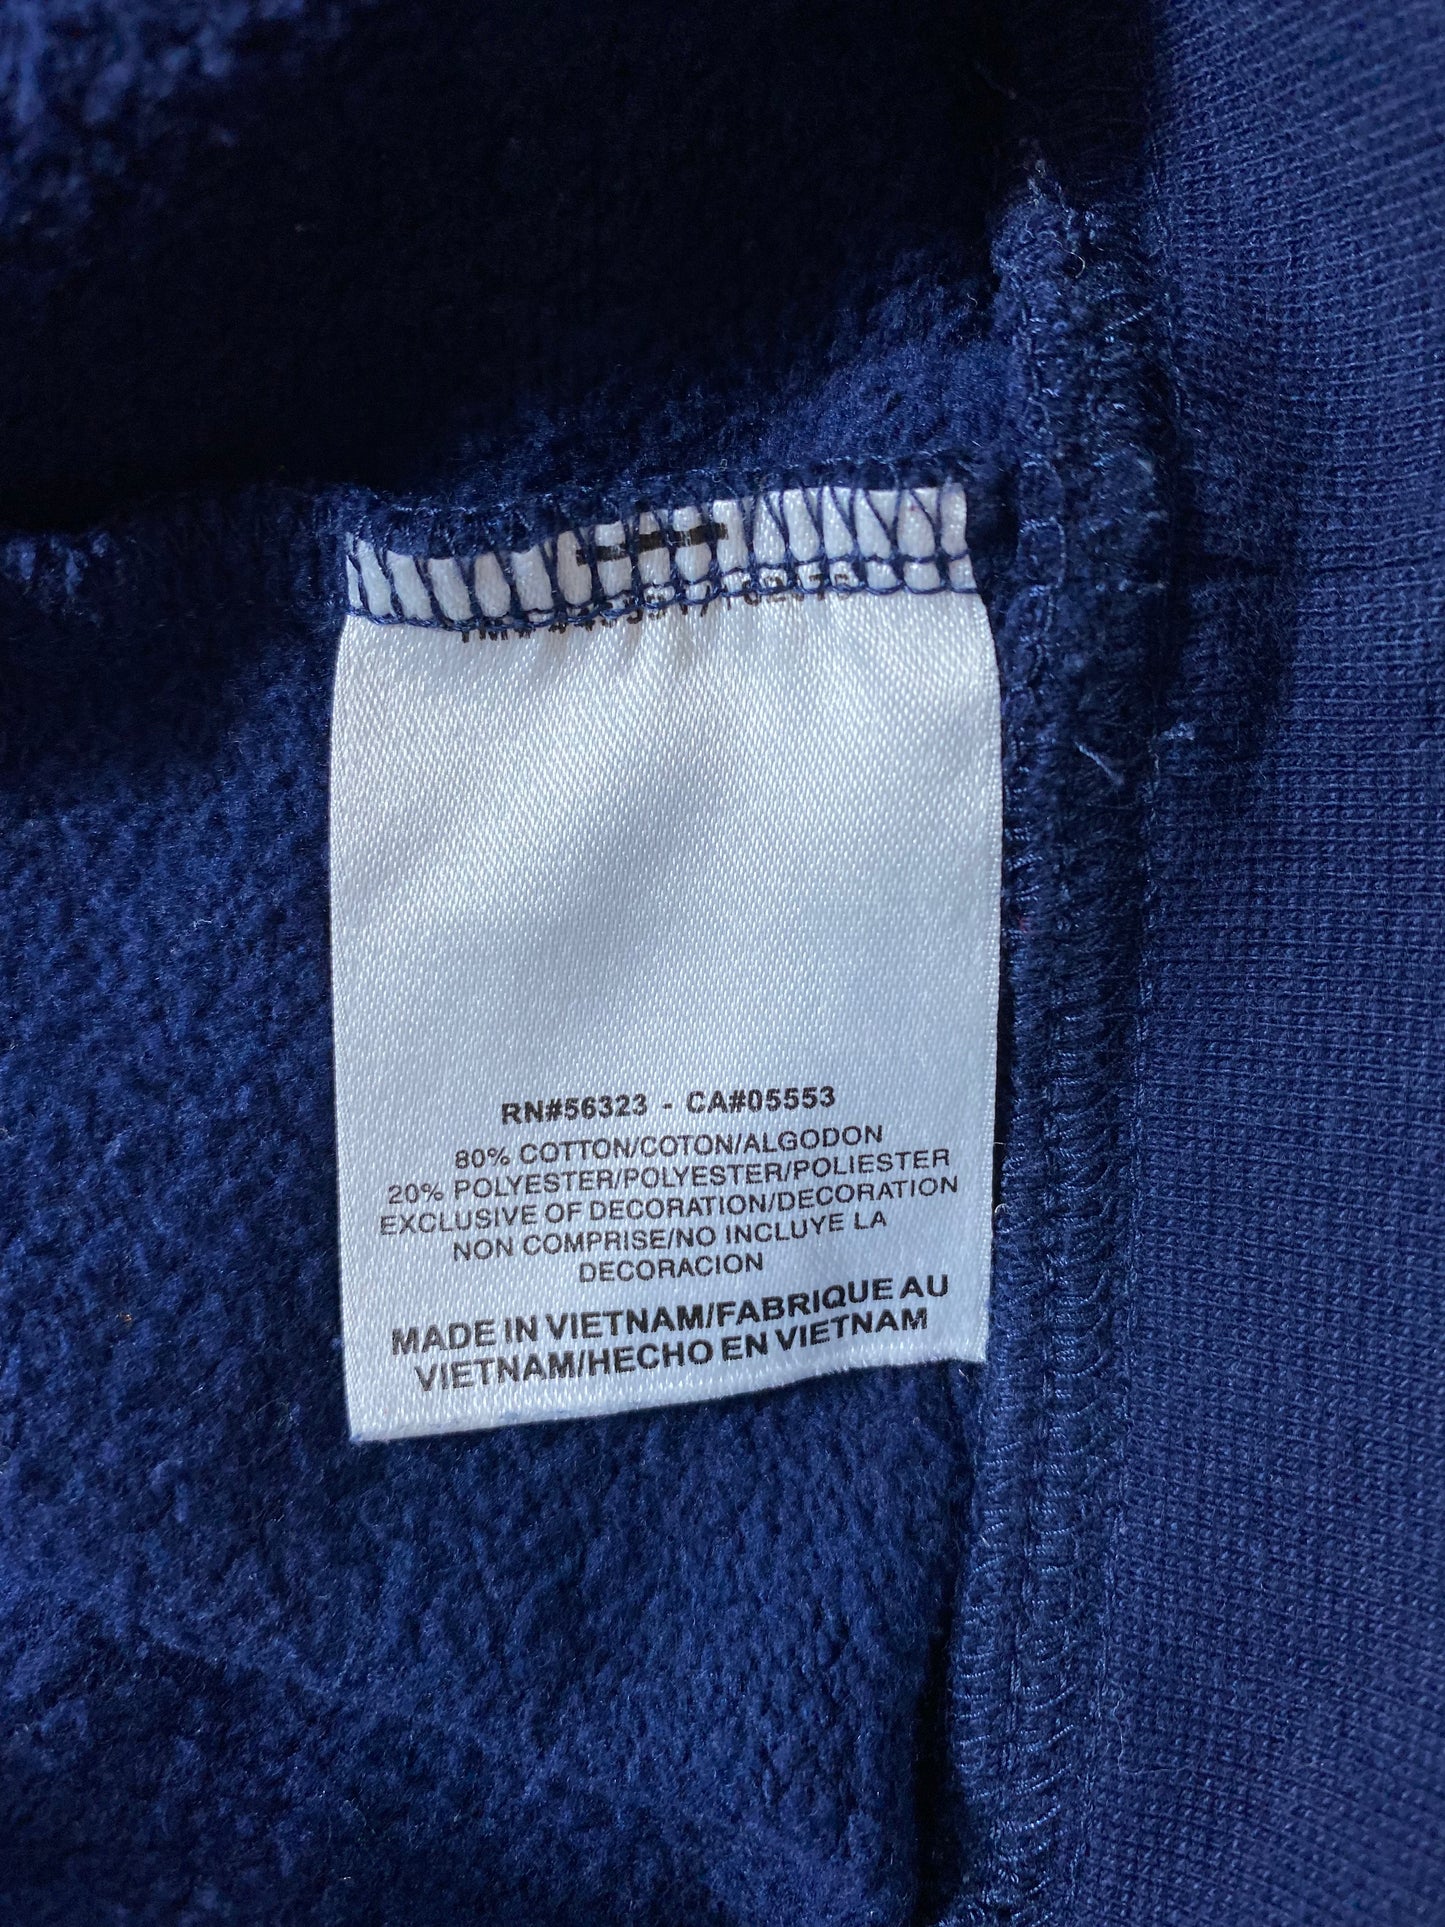 RN#56323 - CA#05553
80% COTTON/COTON/ALGODON
20% POLYESTER/POLYESTER/POLIESTER
EXCLUSIVE OF DECORATION/DECORATION
NON COMPRISE/NO INCLUYE LA
DECORACION
MADE IN VIETNAM/FABRIQUE AU
VIETNAM/HECHO EN VIETNAM